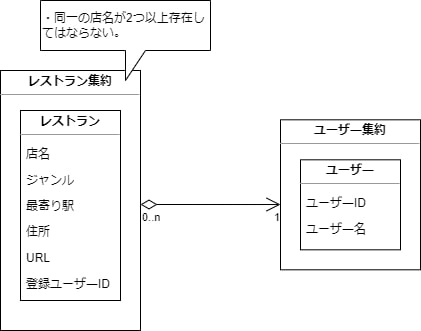 ・同一の店名が2つ以上存在し
てはならない。
レストラン集約
レストラン
店名
ジャンル
最寄り駅
住所
URL
登録ユーザーID
0..n
1
ユーザー集約
ユーザー
ユーザーID
ユーザー名